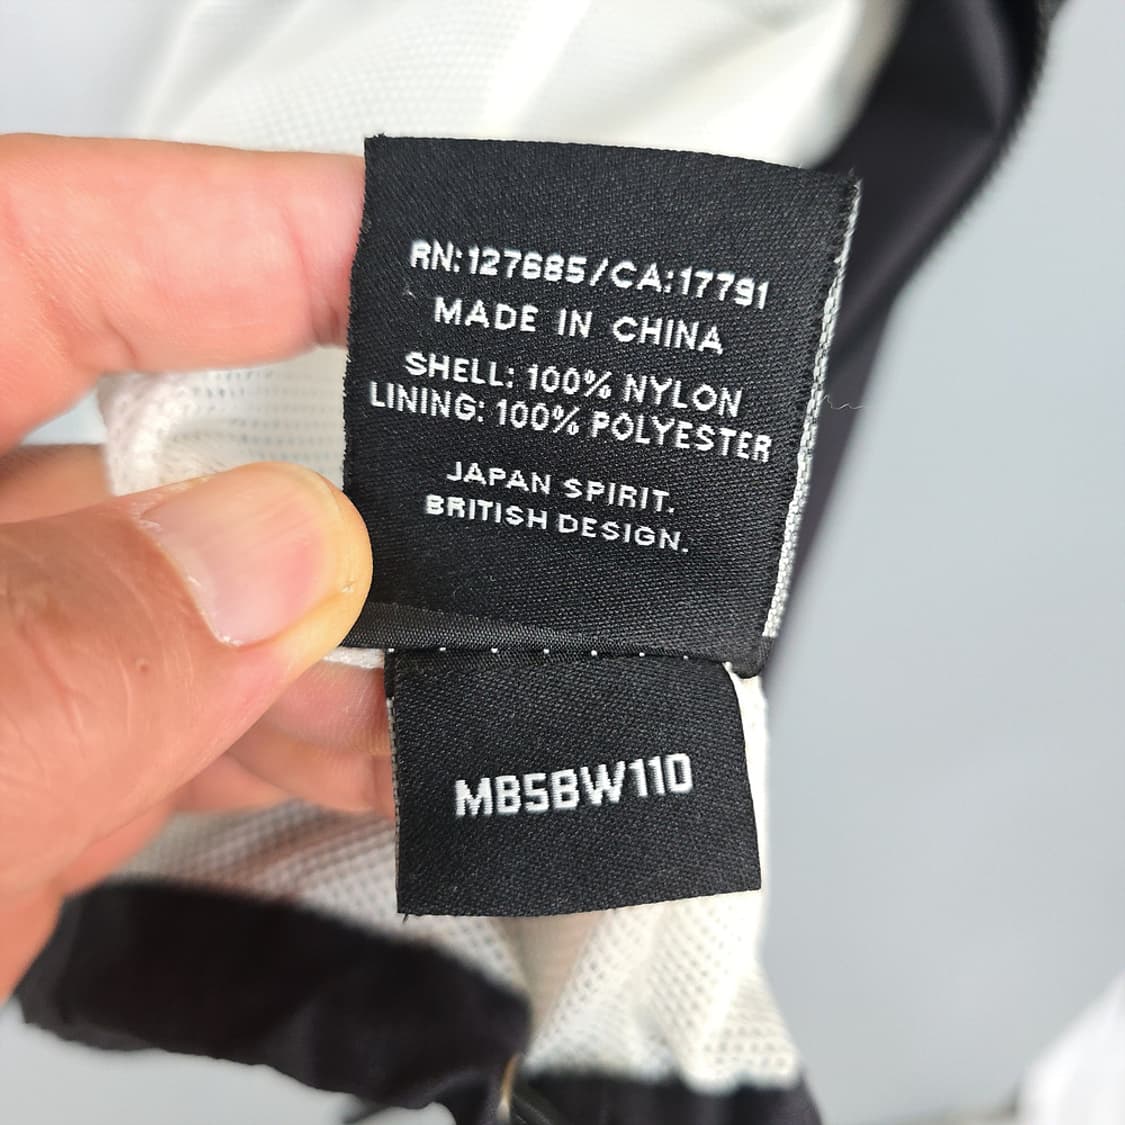 RN:127685/CA:17791
MADE IN CHINA
SHELL: 100% NYLON
LINING: 100% POLYESTER
JAPAN SPIRIT.
BRITISH DESIGN.
MB5BW110